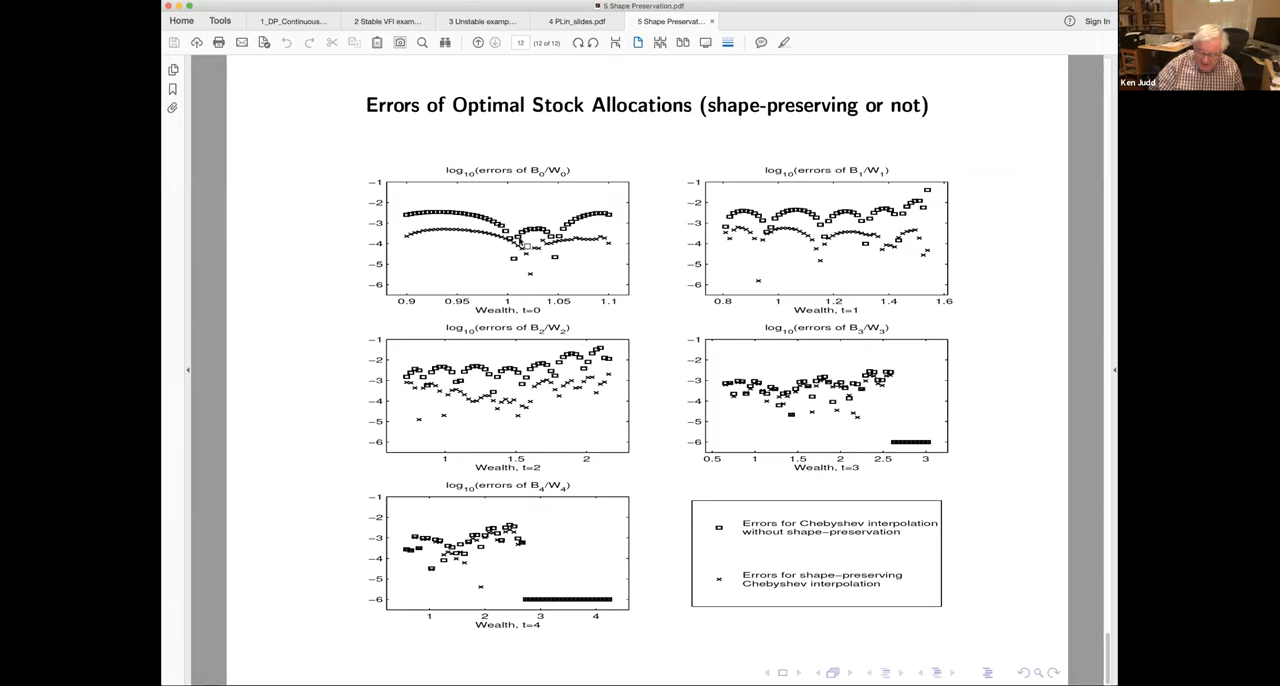 5 Shape Preservation.pdf
Home
Tools
1_DP_Continuous...
2 Stable VFI exam...
3 Unstable examp...
4 PLin_slides.pdf
5 Shape Preservat...
×
?
Sign In
12
(12 of 12)
Ken Judd
Errors of Optimal Stock Allocations (shape-preserving or not)
log10(errors of B0/W0)
−1
−2
−3
−4
−5
−6
0.9
0.95
1
1.05
1.1
Wealth, t=0
log10(errors of B1/W1)
−1
−2
−3
−4
−5
−6
0.8
1
1.2
1.4
1.6
Wealth, t=1
log10(errors of B2/W2)
−1
−2
−3
−4
−5
−6
1
1.5
2
Wealth, t=2
log10(errors of B3/W3)
−1
−2
−3
−4
−5
−6
0.5
1
1.5
2
2.5
3
Wealth, t=3
log10(errors of B4/W4)
−1
−2
−3
−4
−5
−6
1
2
3
4
Wealth, t=4
Errors for Chebyshev interpolation
without shape−preservation
Errors for shape−preserving
Chebyshev interpolation